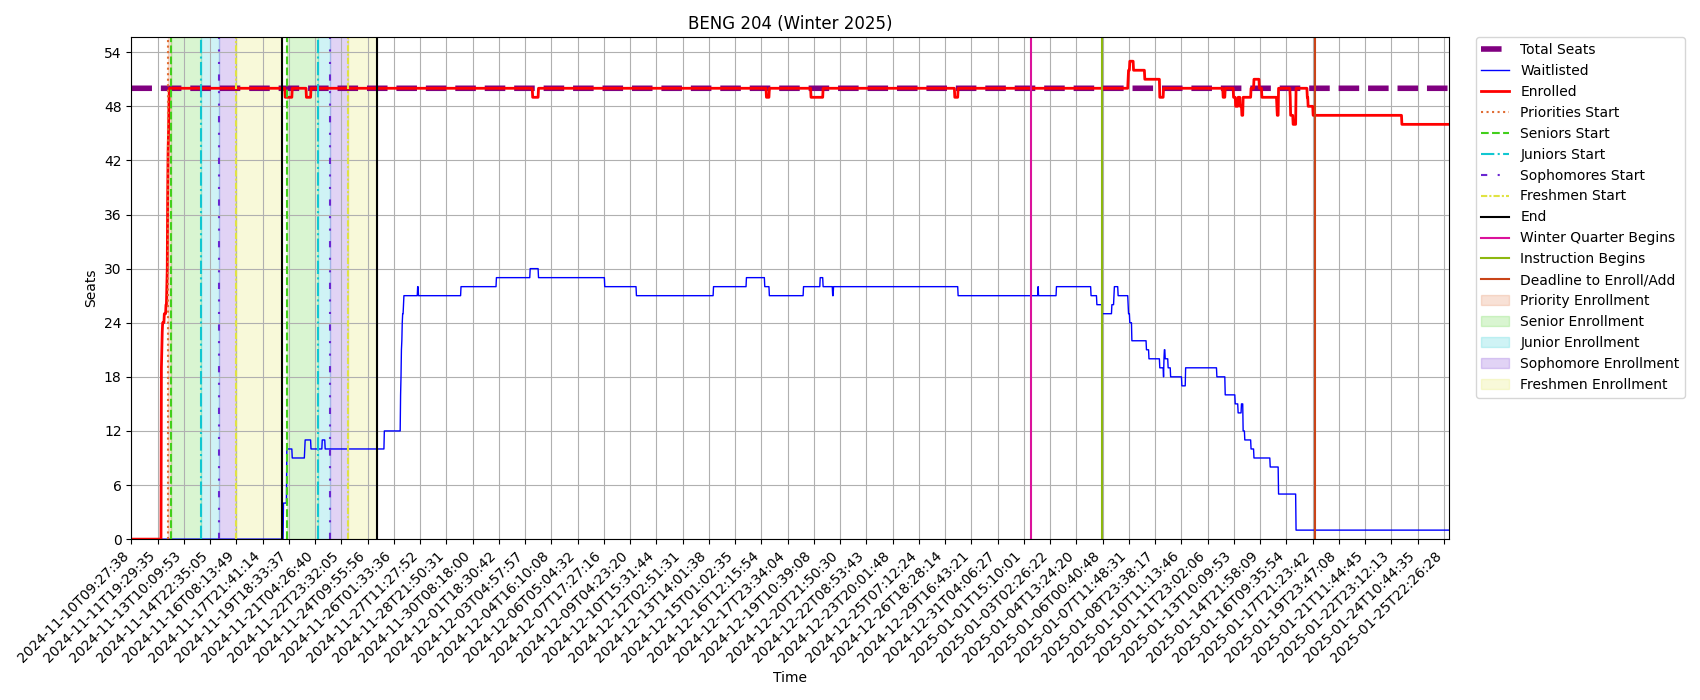 BENG 204 (Winter 2025)
54
48
42
36
30
24
18
12
6
0
Seats
2024-11-10T09:27:38
2024-11-11T19:29:35
2024-11-13T10:09:53
2024-11-14T22:35:05
2024-11-16T08:13:49
2024-11-17T21:41:14
2024-11-19T18:33:37
2024-11-21T04:26:40
2024-11-22T23:32:05
2024-11-24T09:55:56
2024-11-26T01:33:36
2024-11-27T11:27:52
2024-11-28T21:50:31
2024-11-30T08:18:00
2024-12-01T18:30:42
2024-12-03T04:57:57
2024-12-04T16:10:08
2024-12-06T05:04:32
2024-12-07T17:27:16
2024-12-09T04:23:20
2024-12-10T15:31:44
2024-12-12T02:51:31
2024-12-13T14:01:38
2024-12-15T01:02:35
2024-12-16T12:15:54
2024-12-17T23:34:04
2024-12-19T10:39:08
2024-12-20T21:50:30
2024-12-22T08:53:43
2024-12-23T20:01:48
2024-12-25T07:12:24
2024-12-26T18:28:14
2024-12-29T16:43:21
2024-12-31T04:06:27
2025-01-01T15:10:01
2025-01-03T02:26:22
2025-01-04T13:24:20
2025-01-06T00:40:48
2025-01-07T11:48:31
2025-01-08T23:38:17
2025-01-10T11:13:46
2025-01-11T23:02:06
2025-01-13T10:09:53
2025-01-14T21:58:09
2025-01-16T09:35:54
2025-01-17T21:23:42
2025-01-19T23:47:08
2025-01-21T11:44:45
2025-01-22T23:12:13
2025-01-24T10:44:35
2025-01-25T22:26:28
Time
Total Seats
Waitlisted
Enrolled
Priorities Start
Seniors Start
Juniors Start
Sophomores Start
Freshmen Start
End
Winter Quarter Begins
Instruction Begins
Deadline to Enroll/Add
Priority Enrollment
Senior Enrollment
Junior Enrollment
Sophomore Enrollment
Freshmen Enrollment